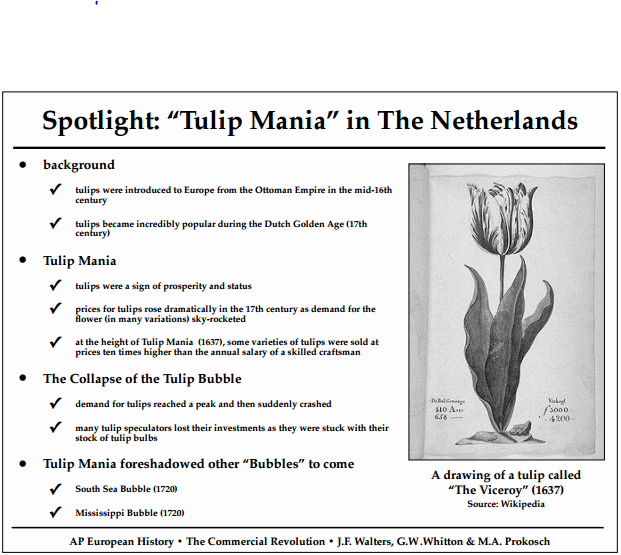 Spotlight: “Tulip Mania” in The Netherlands
background
tulips were introduced to Europe from the Ottoman Empire in the mid-16th
century
tulips became incredibly popular during the Dutch Golden Age (17th
century)
Tulip Mania
tulips were a sign of prosperity and status
prices for tulips rose dramatically in the 17th century as demand for the
flower (in many variations) sky-rocketed
at the height of Tulip Mania (1637), some varieties of tulips were sold at
prices ten times higher than the annual salary of a skilled craftsman
The Collapse of the Tulip Bubble
demand for tulips reached a peak and then suddenly crashed
many tulip speculators lost their investments as they were stuck with their
stock of tulip bulbs
Tulip Mania foreshadowed other “Bubbles” to come
South Sea Bubble (1720)
Mississippi Bubble (1720)
410
658
3000
4200
A drawing of a tulip called
“The Viceroy” (1637)
Source: Wikipedia
AP European History • The Commercial Revolution • J.F. Walters, G.W.Whitton & M.A. Prokosch